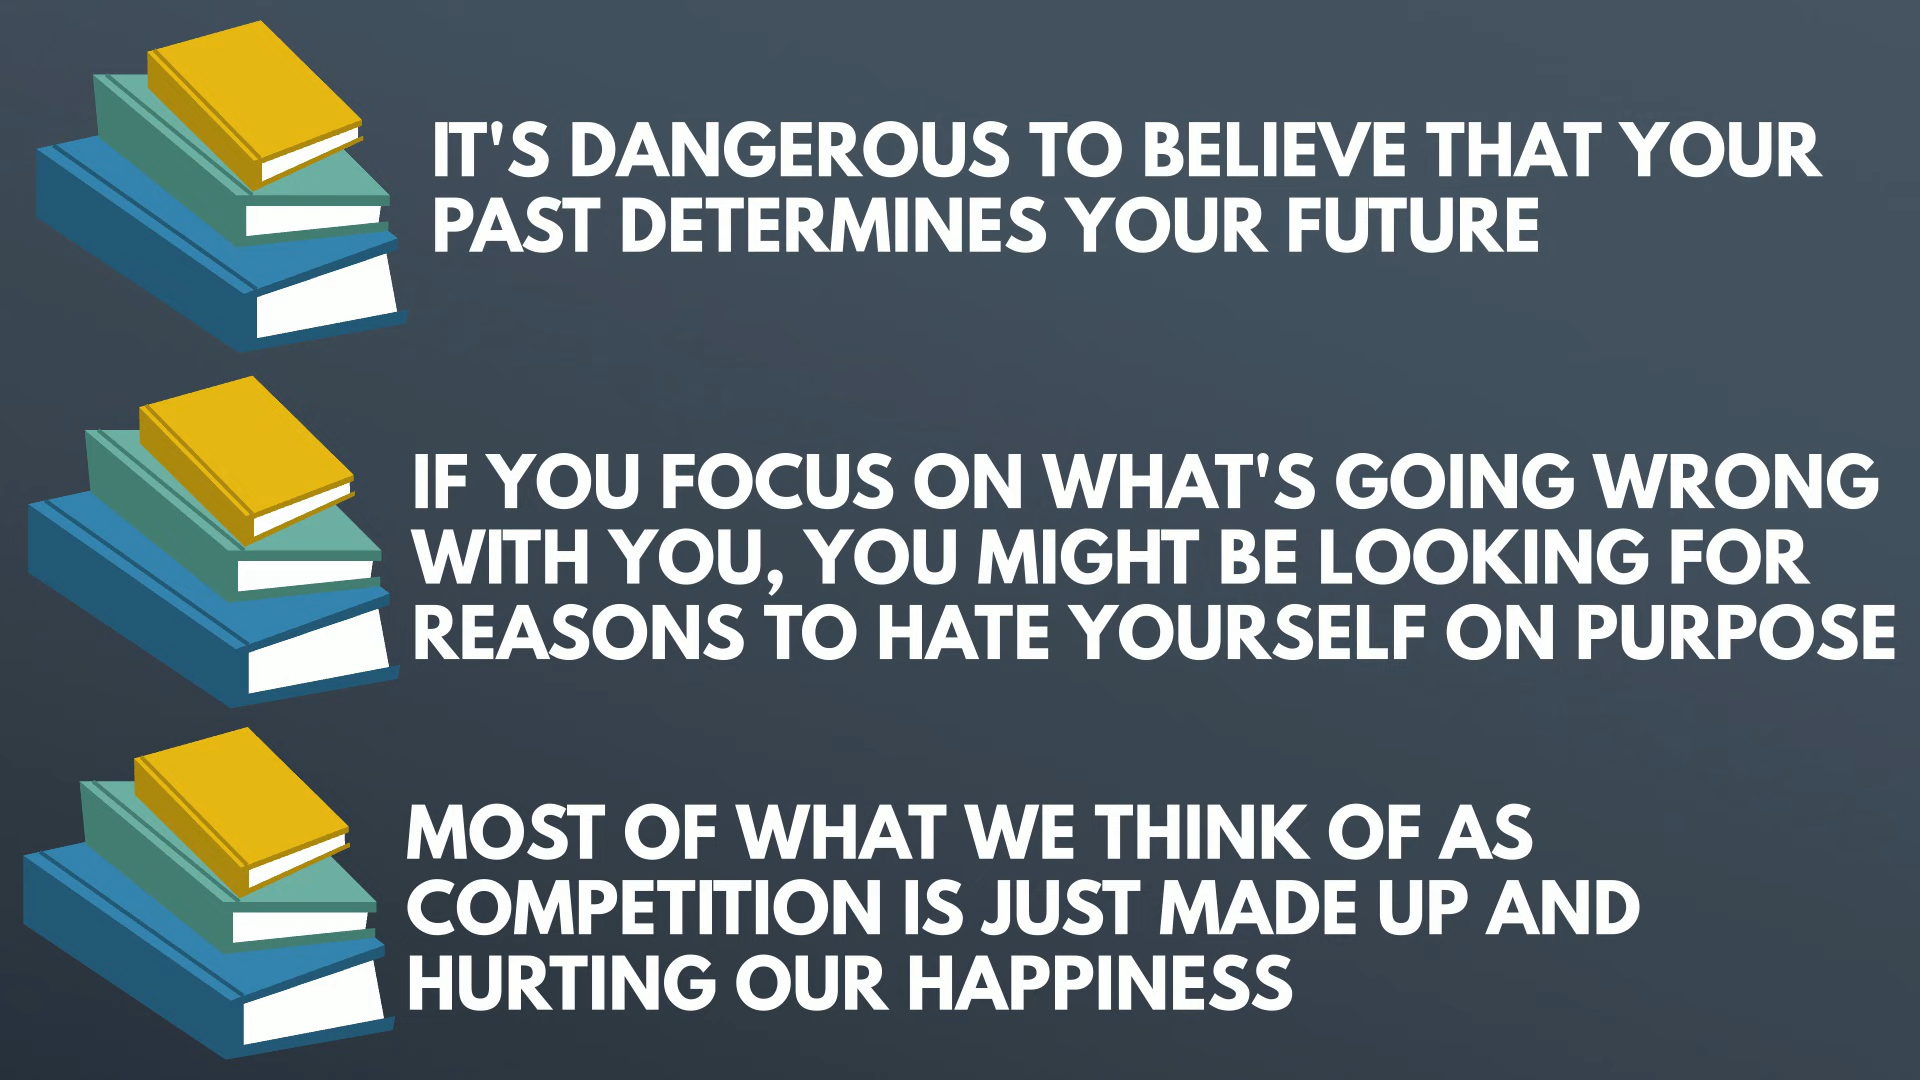 IT'S DANGEROUS TO BELIEVE THAT YOUR
PAST DETERMINES YOUR FUTURE
IF YOU FOCUS ON WHAT'S GOING WRONG
WITH YOU, YOU MIGHT BE LOOKING FOR
REASONS TO HATE YOURSELF ON PURPOSE
MOST OF WHAT WE THINK OF AS
COMPETITION IS JUST MADE UP AND
HURTING OUR HAPPINESS